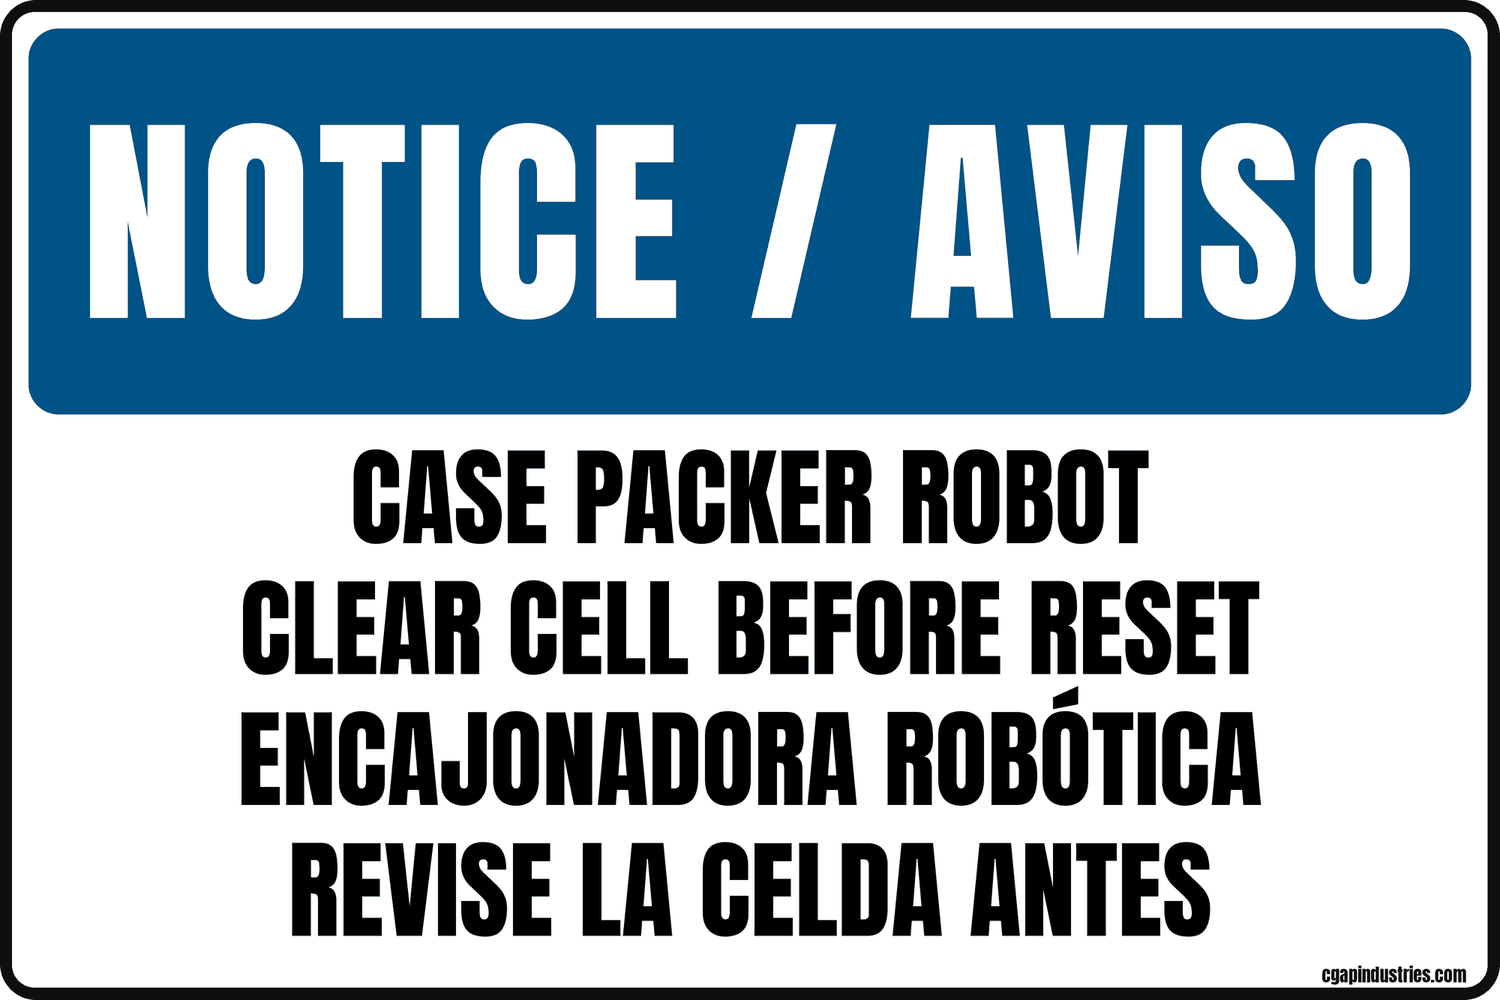 NOTICE / AVISO
CASE PACKER ROBOT
CLEAR CELL BEFORE RESET
ENCAJONADORA ROBÓTICA
REVISE LA CELDA ANTES
cgapindustries.com